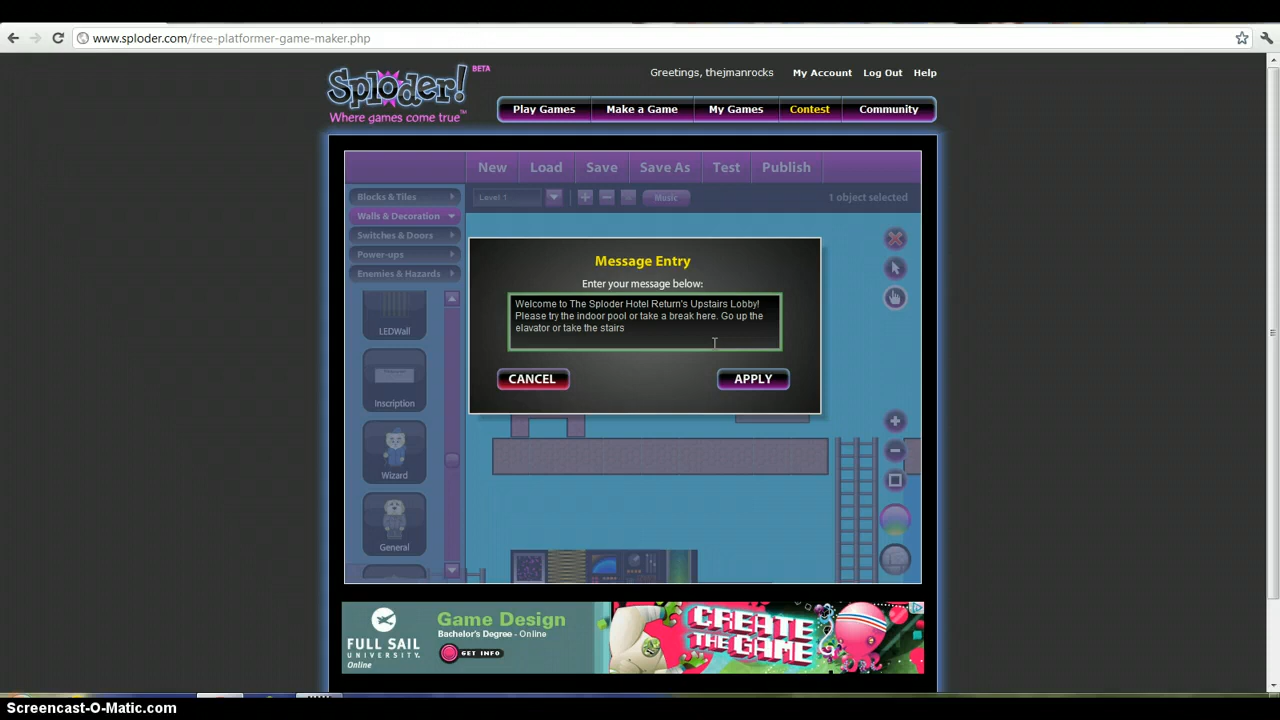 www.sploder.com/free-platformer-game-maker.php
Sploder! BETA
Where games come true™
Greetings, thejmanrocks My Account Log Out Help
Play Games Make a Game My Games Contest Community
New Load Save Save As Test Publish
Level 1 Music 1 object selected
Blocks & Tiles
Walls & Decoration
Switches & Doors
Power-ups
Enemies & Hazards
LEDWall
Inscription
Wizard
General
Message Entry
Enter your message below:
Welcome to The Sploder Hotel Return's Upstairs Lobby!
Please try the indoor pool or take a break here. Go up the
elavator or take the stairs
CANCEL APPLY
FULL SAIL
UNIVERSITY.
Online
Game Design
Bachelor's Degree - Online
GET INFO
CREATE
THE GAME
Screencast-O-Matic.com